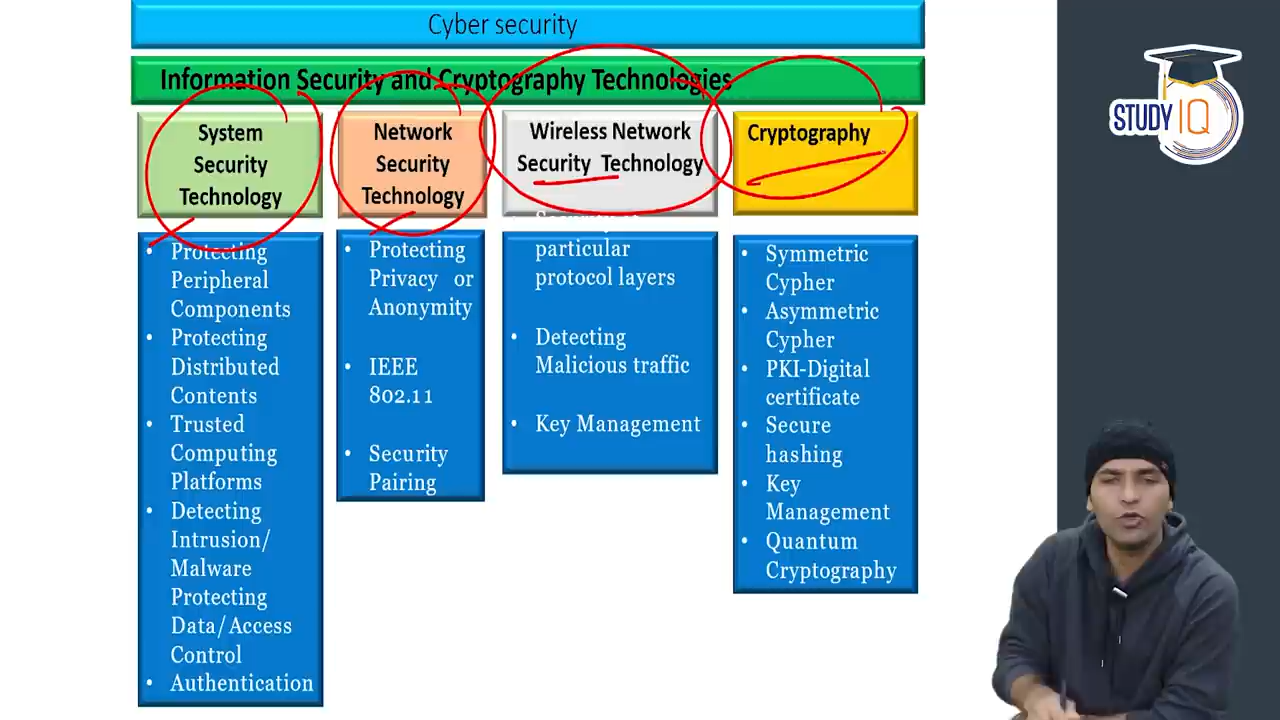 Cyber security
Information Security and Cryptography Technologies
System
Security
Technology
• Protecting
Peripheral
Components
• Protecting
Distributed
Contents
• Trusted
Computing
Platforms
• Detecting
Intrusion/
Malware
Protecting
Data/Access
Control
• Authentication
Network
Security
Technology
• Protecting
Privacy or
Anonymity
• IEEE
802.11
• Security
Pairing
Wireless Network
Security Technology
particular
protocol layers
• Detecting
Malicious traffic
• Key Management
Cryptography
• Symmetric
Cypher
• Asymmetric
Cypher
• PKI-Digital
certificate
• Secure
hashing
• Key
Management
• Quantum
Cryptography
STUDY IQ